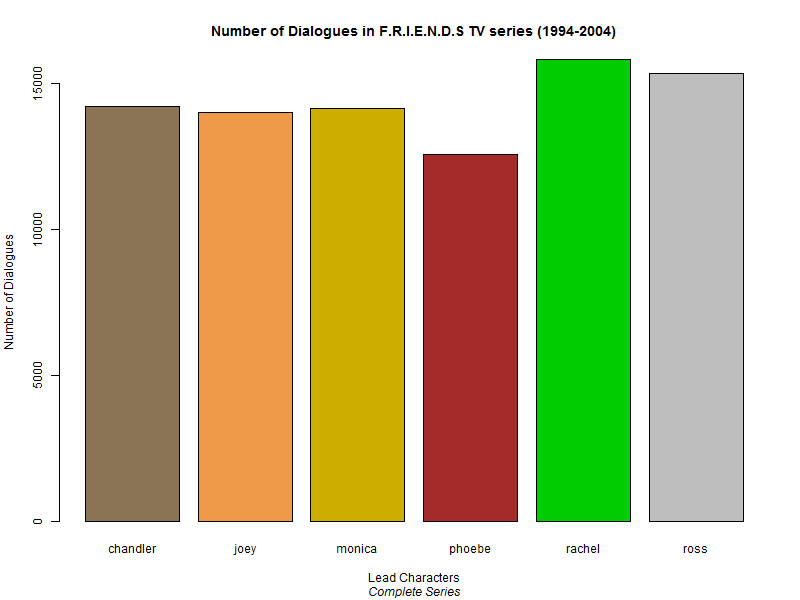 Number of Dialogues in F.R.I.E.N.D.S TV series (1994-2004)
Number of Dialogues
15000
10000
5000
0
chandler joey monica phoebe rachel ross
Lead Characters
Complete Series